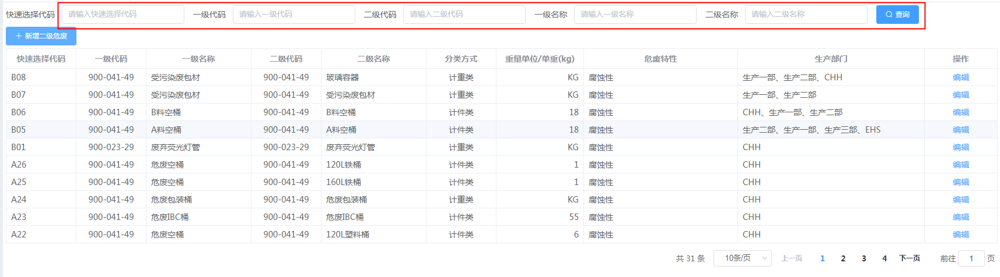 快速选择代码 请输入快速选择代码 一级代码 请输入一级代码 二级代码 请输入二级代码 一级名称 请输入一级名称 二级名称 请输入二级名称 查询
+ 新增二级危废
快速选择代码 一级代码 一级名称 二级代码 二级名称 分类方式 重量单位/单重(kg) 危废特性 生产部门 操作
B08 900-041-49 受污染废包材 900-041-49 玻璃容器 计重类 KG 腐蚀性 生产一部、生产二部、CHH 编辑
B07 900-041-49 受污染废包材 900-041-49 受污染废包材 计重类 KG 腐蚀性 生产一部、生产二部 编辑
B06 900-041-49 B料空桶 900-041-49 B料空桶 计件类 18 腐蚀性 CHH、生产一部、生产二部 编辑
B05 900-041-49 A料空桶 900-041-49 A料空桶 计件类 18 腐蚀性 生产二部、生产一部、生产三部、EHS 编辑
B01 900-023-29 废弃荧光灯管 900-023-29 废弃荧光灯管 计重类 KG 腐蚀性 CHH 编辑
A26 900-041-49 危废空桶 900-041-49 120L铁桶 计件类 1 腐蚀性 CHH 编辑
A25 900-041-49 危废空桶 900-041-49 160L铁桶 计件类 1 腐蚀性 CHH 编辑
A24 900-041-49 危废包装桶 900-041-49 危废包装桶 计重类 KG 腐蚀性 CHH 编辑
A23 900-041-49 危废IBC桶 900-041-49 危废IBC桶 计件类 55 腐蚀性 CHH 编辑
A22 900-041-49 危废空桶 900-041-49 120L塑料桶 计件类 6 腐蚀性 CHH 编辑
共 31 条 10条/页 上一页 1 2 3 4 下一页 前往 1 页